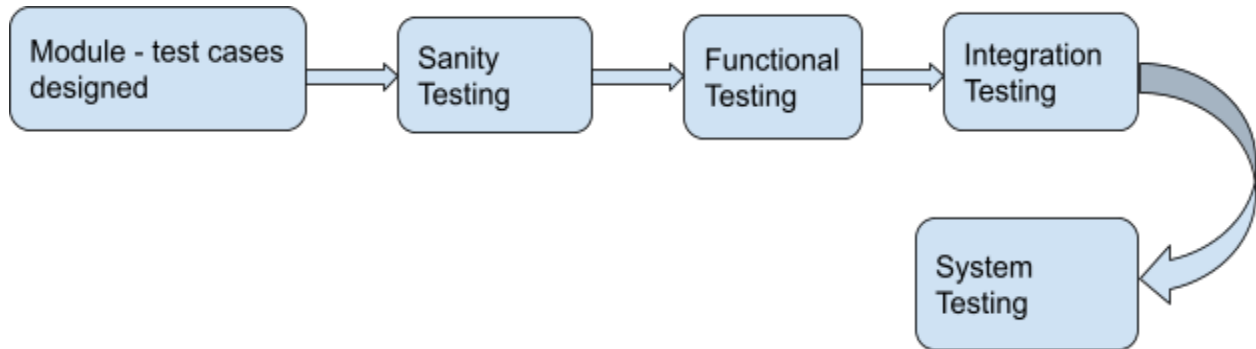 Module - test cases
designed
Sanity
Testing
Functional
Testing
Integration
Testing
System
Testing